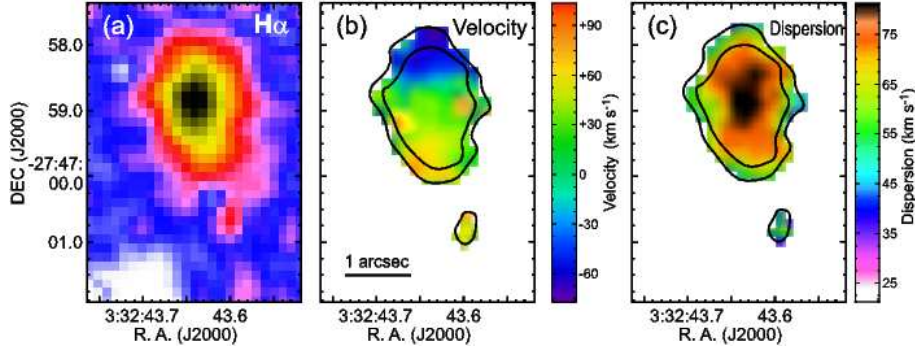 (a) Hα
(b) Velocity
(c) Dispersion
58.0
59.0
-27:47:
00.0
01.0
DEC (J2000)
3:32:43.7 43.6
R. A. (J2000)
1 arcsec
3:32:43.7 43.6
R. A. (J2000)
+90
+60
+30
0
-30
-60
Velocity (km s⁻¹)
3:32:43.7 43.6
R. A. (J2000)
75
65
55
45
35
25
Dispersion (km s⁻¹)